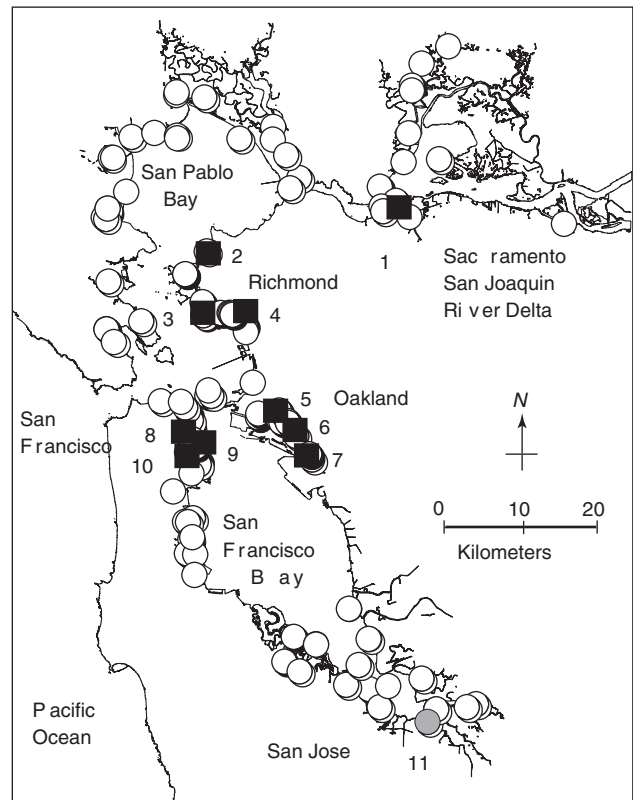 San Pablo
Bay
2
1
Sacramento
San Joaquin
River Delta
Richmond
3
4
5
Oakland
San
Francisco
8
6
N
9
10
7
0 10 20
Kilometers
San
Francisco
Bay
Pacific
Ocean
San Jose
11